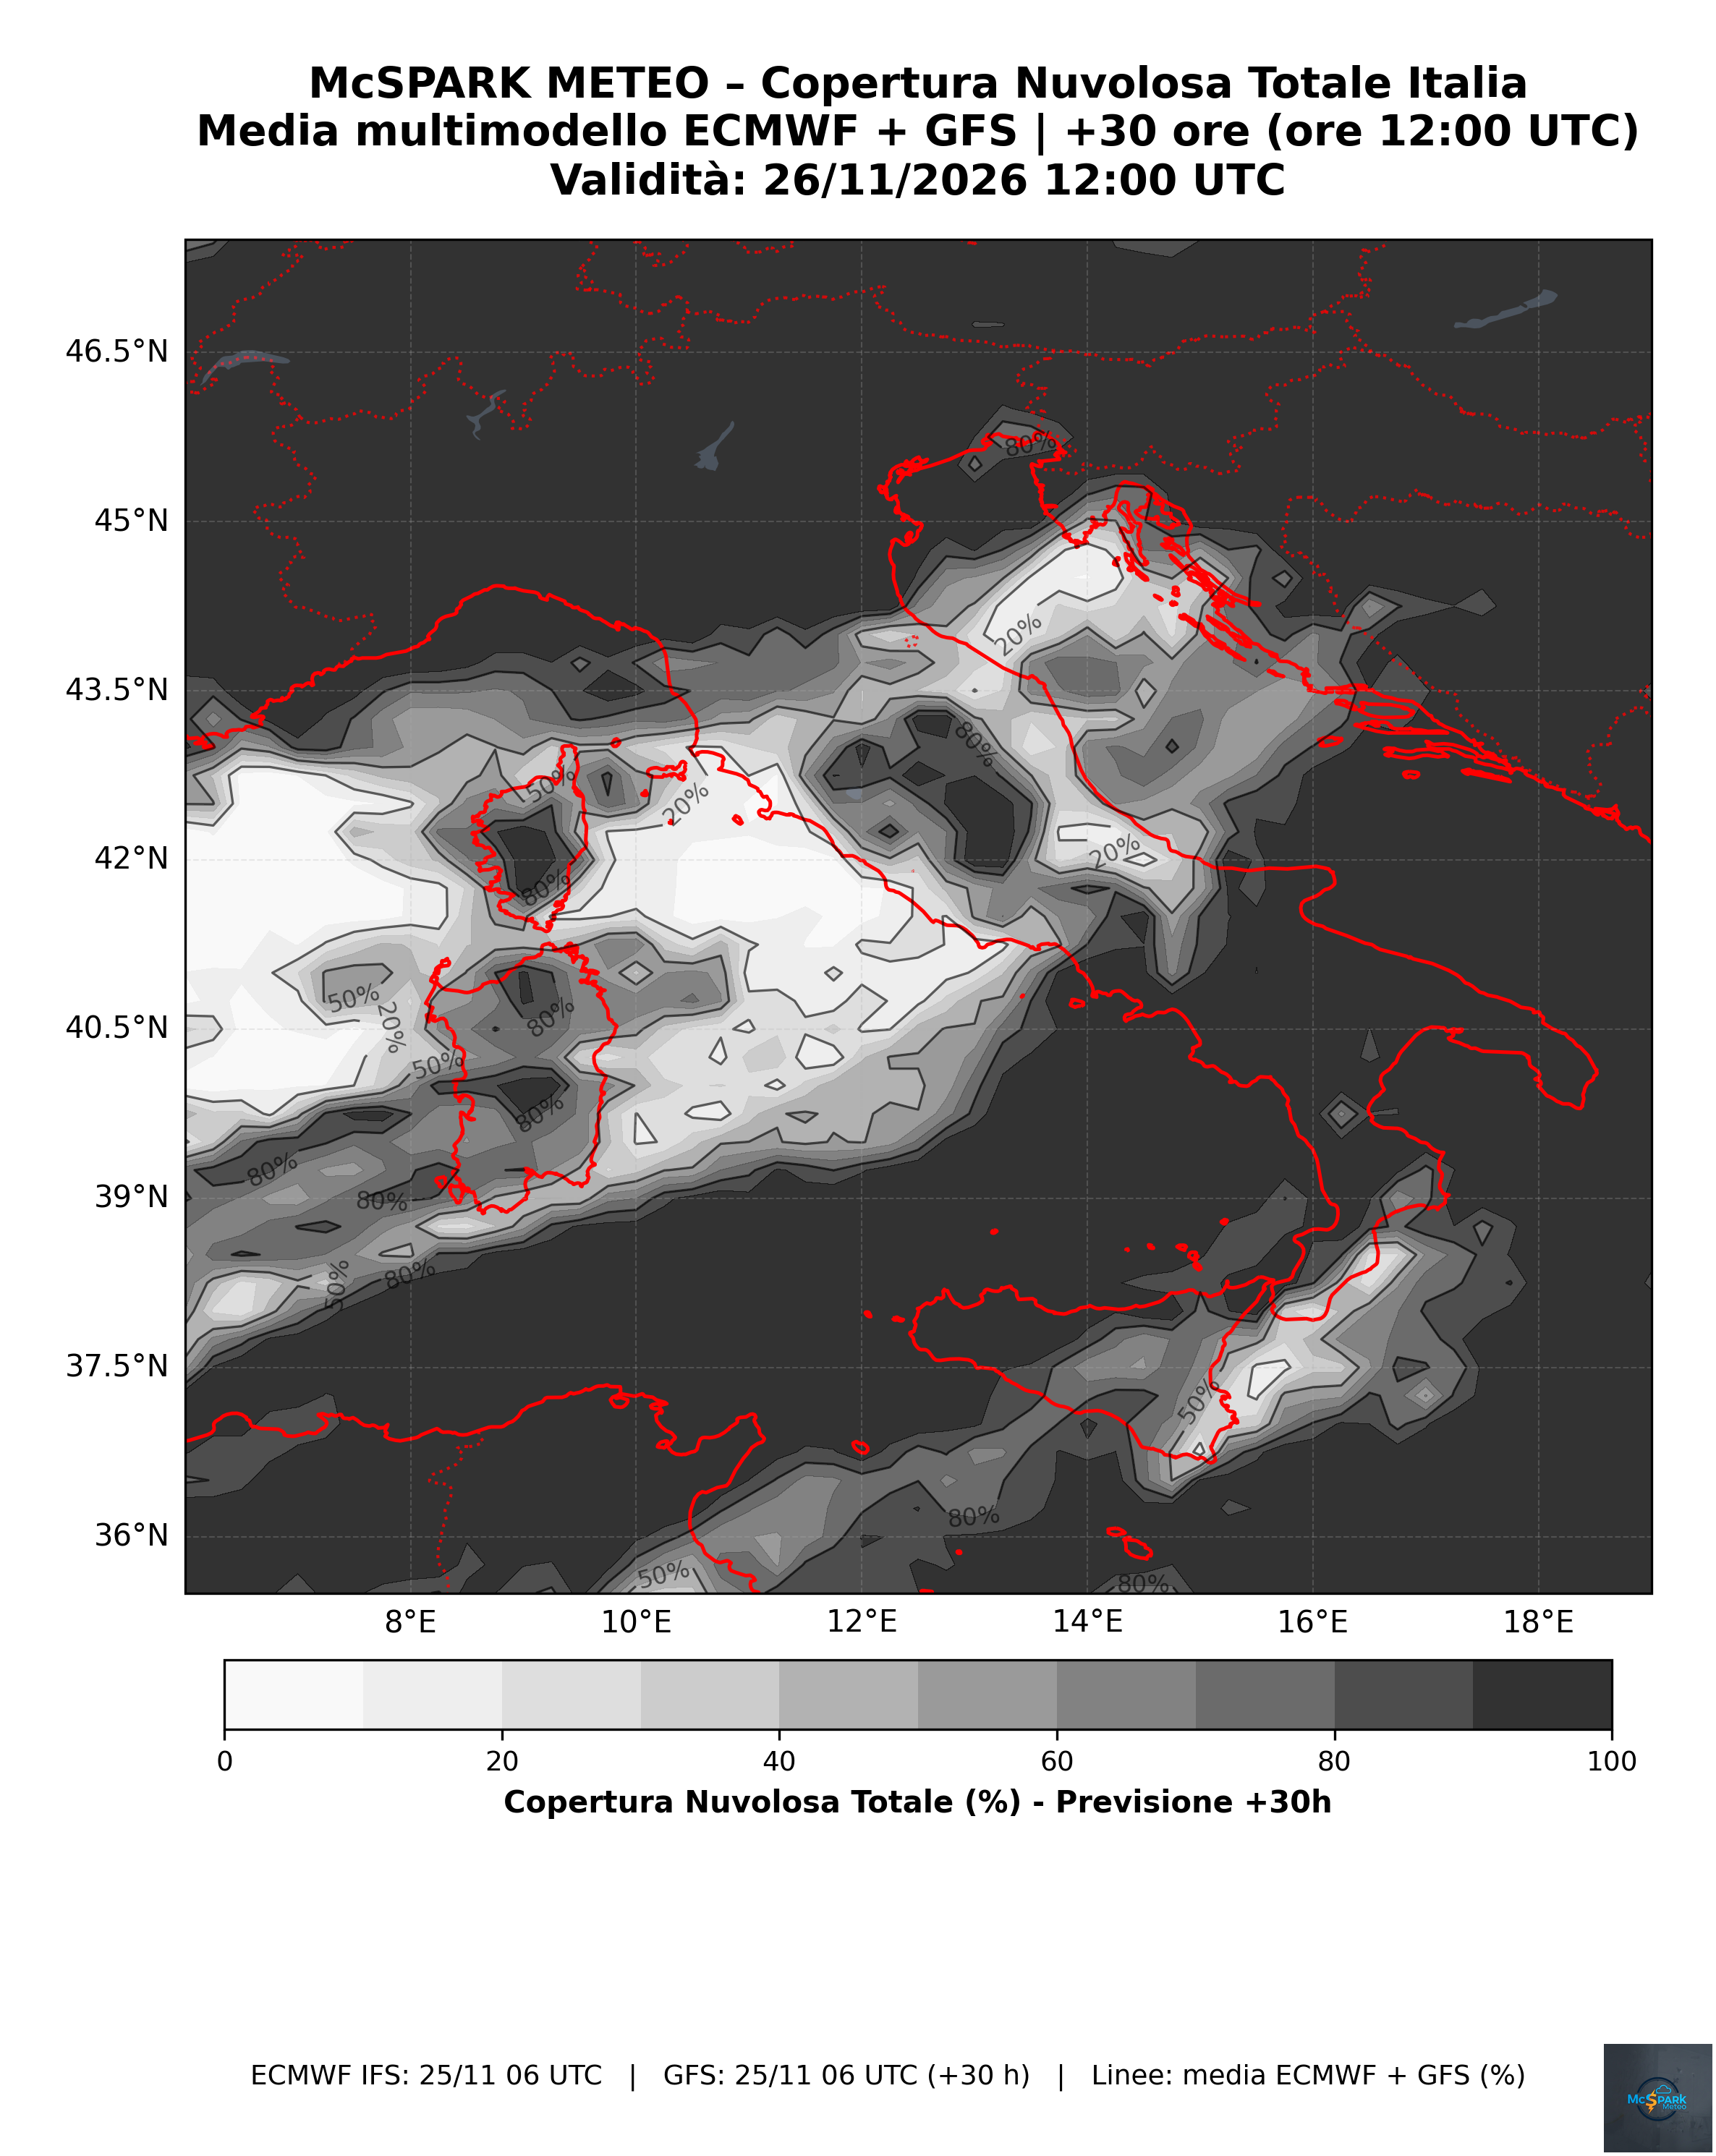 McSPARK METEO – Copertura Nuvolosa Totale Italia
Media multimodello ECMWF + GFS | +30 ore (ore 12:00 UTC)
Validità: 26/11/2026 12:00 UTC
46.5°N
80%
45°N
20%
43.5°N
80%
50%
20%
42°N
20%
80%
50%
20%
80%
40.5°N
50%
80%
80%
39°N
80%
80%
50%
37.5°N
50%
80%
36°N
50%
80%
8°E 10°E 12°E 14°E 16°E 18°E
0 20 40 60 80 100
Copertura Nuvolosa Totale (%) - Previsione +30h
ECMWF IFS: 25/11 06 UTC | GFS: 25/11 06 UTC (+30 h) | Linee: media ECMWF + GFS (%)
McSPARK
Meteo